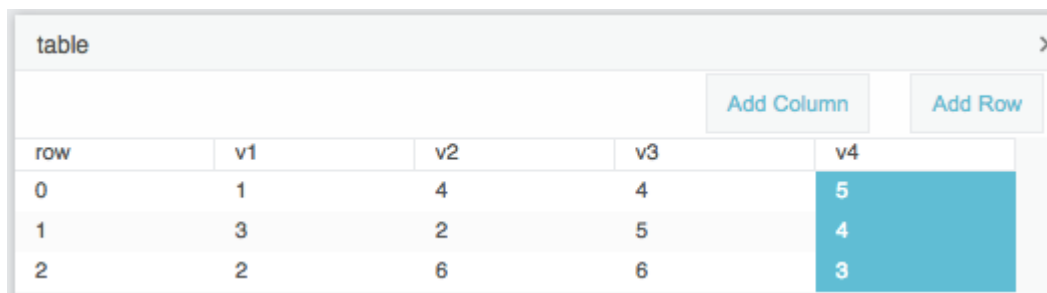 table
Add Column Add Row
row v1 v2 v3 v4
0 1 4 4 5
1 3 2 5 4
2 2 6 6 3